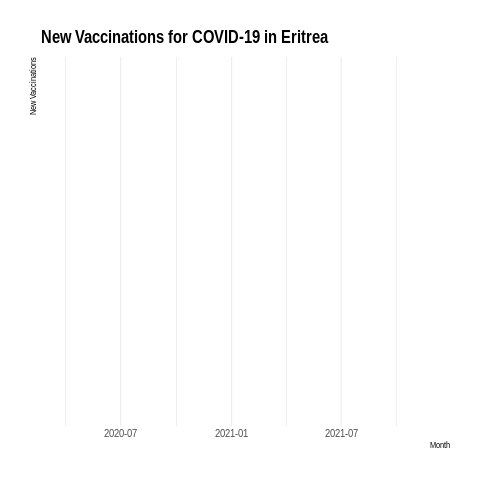 New Vaccinations for COVID-19 in Eritrea
New Vaccinations
2020-07
2021-01
2021-07
Month